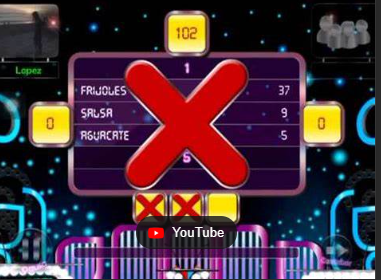 102
Lopez
1
FRIJOLES 37
0
SALSA 9
0
AGUACATE 5
5
YouTube